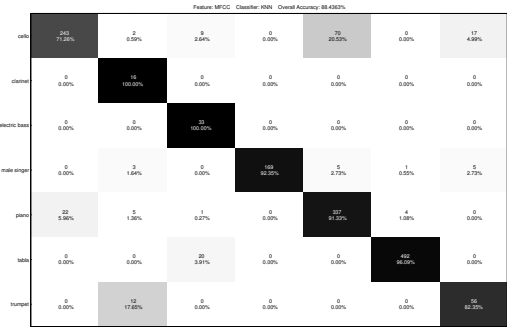 Feature: MFCC Classifier: KNN Overall Accuracy: 88.4363%
cello
243 2 9 0 70 0 17
71.26% 0.59% 2.64% 0.00% 20.53% 0.00% 4.99%
clarinet
0 16 0 0 0 0 0
0.00% 100.00% 0.00% 0.00% 0.00% 0.00% 0.00%
electric bass
0 0 33 0 0 0 0
0.00% 0.00% 100.00% 0.00% 0.00% 0.00% 0.00%
male singer
0 3 0 169 5 1 5
0.00% 1.64% 0.00% 92.35% 2.73% 0.55% 2.73%
piano
22 5 1 0 337 4 0
5.96% 1.36% 0.27% 0.00% 91.33% 1.08% 0.00%
tabla
0 0 20 0 0 492 0
0.00% 0.00% 3.91% 0.00% 0.00% 96.09% 0.00%
trumpet
0 12 0 0 0 0 56
0.00% 17.65% 0.00% 0.00% 0.00% 0.00% 82.35%